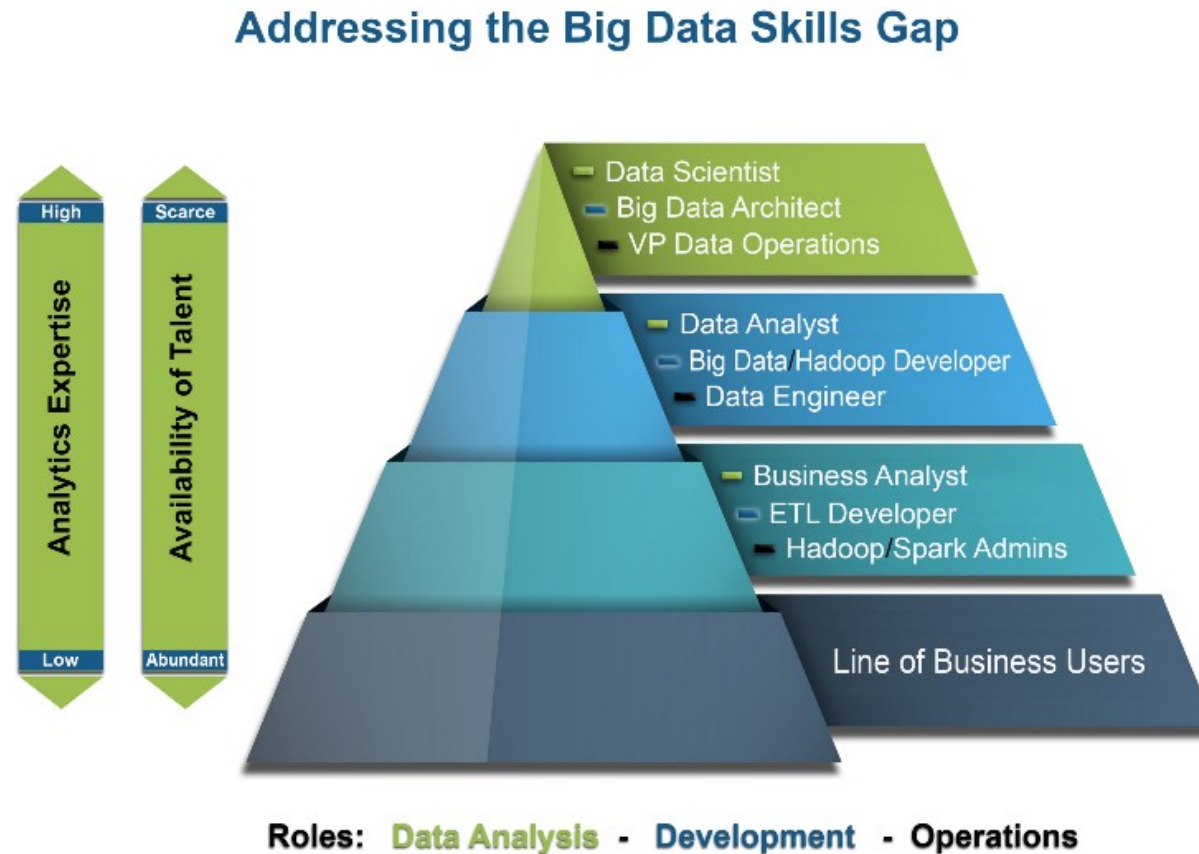 Addressing the Big Data Skills Gap
High
Analytics Expertise
Low
Scarce
Availability of Talent
Abundant
Data Scientist
Big Data Architect
VP Data Operations
Data Analyst
Big Data/Hadoop Developer
Data Engineer
Business Analyst
ETL Developer
Hadoop/Spark Admins
Line of Business Users
Roles: Data Analysis - Development - Operations